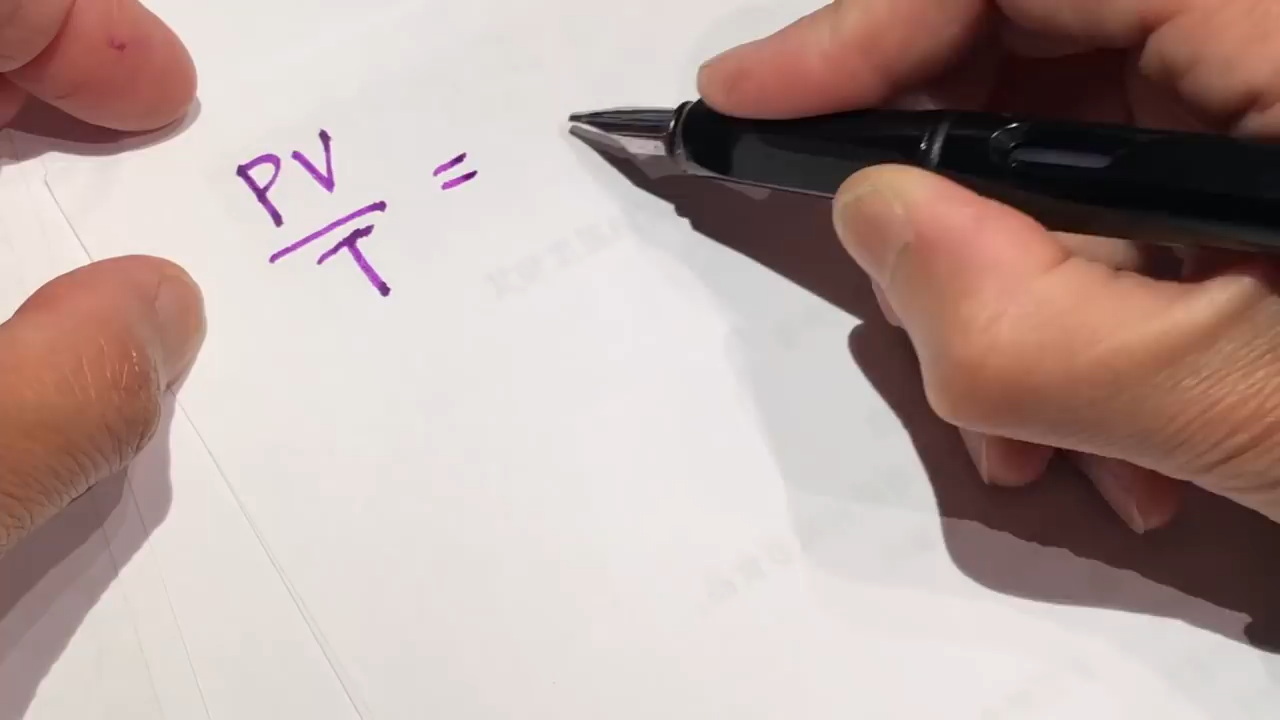 PV
— =
T